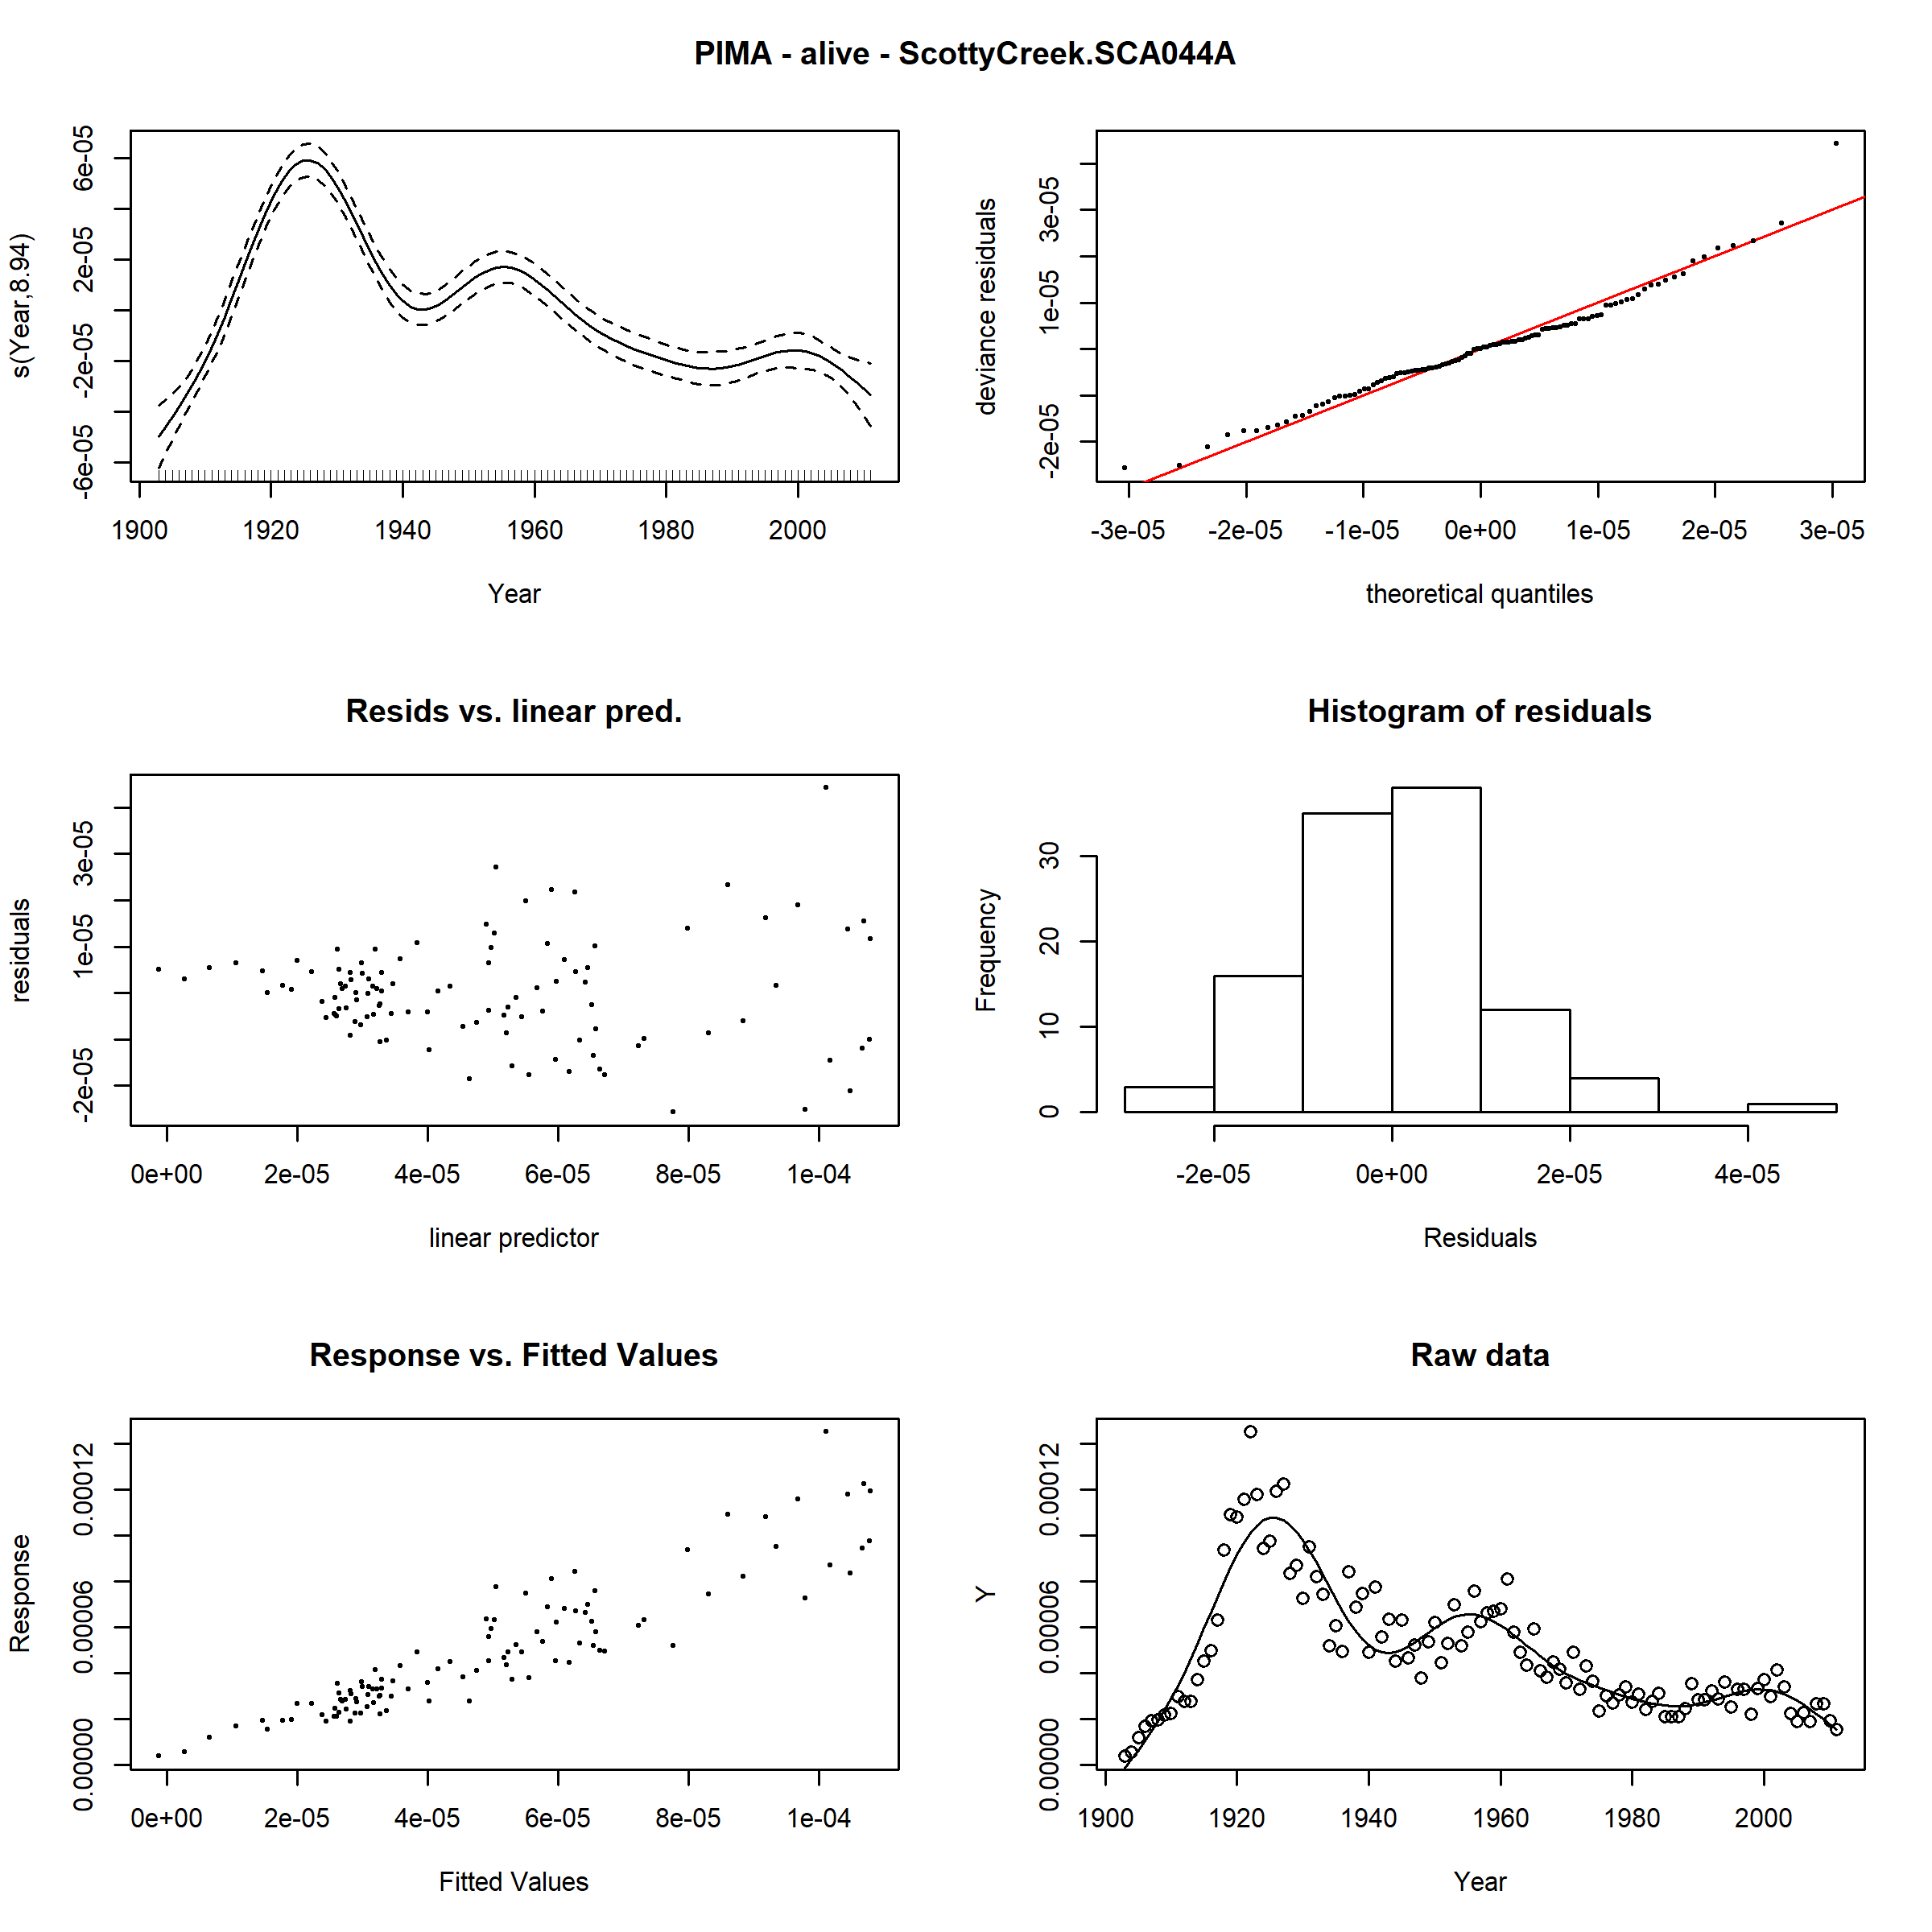 PIMA - alive - ScottyCreek.SCA044A
s(Year,8.94)
-6e-05 -2e-05 2e-05 6e-05
1900 1920 1940 1960 1980 2000
Year
deviance residuals
-2e-05 1e-05 3e-05
-3e-05 -2e-05 -1e-05 0e+00 1e-05 2e-05 3e-05
theoretical quantiles
Resids vs. linear pred.
residuals
-2e-05 1e-05 3e-05
0e+00 2e-05 4e-05 6e-05 8e-05 1e-04
linear predictor
Histogram of residuals
Frequency
0 10 20 30
-2e-05 0e+00 2e-05 4e-05
Residuals
Response vs. Fitted Values
Response
0.00000 0.00006 0.00012
0e+00 2e-05 4e-05 6e-05 8e-05 1e-04
Fitted Values
Raw data
Y
0.00000 0.00006 0.00012
1900 1920 1940 1960 1980 2000
Year